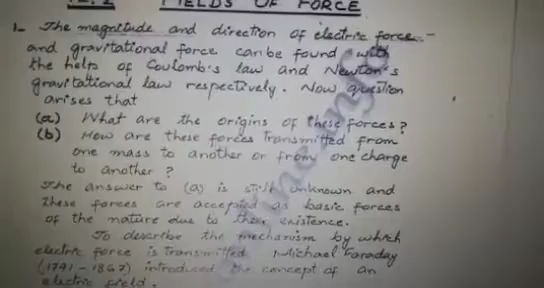 12.2 FIELDS OF FORCE
1- The magnitude and direction of electric force -
and gravitational force can be found with
the help of Coulomb's law and Newton's
gravitational law respectively. Now question
arises that
(a) What are the origins of these forces?
(b) How are these forces transmitted from
one mass to another or from one charge
to another?
The answer to (a) is still unknown and
these forces are accepted as basic forces
of the nature due to their existence.
To describe the mechanism by which
electric force is transmitted Michael Faraday
(1791-1867) introduced the concept of an
electric field.